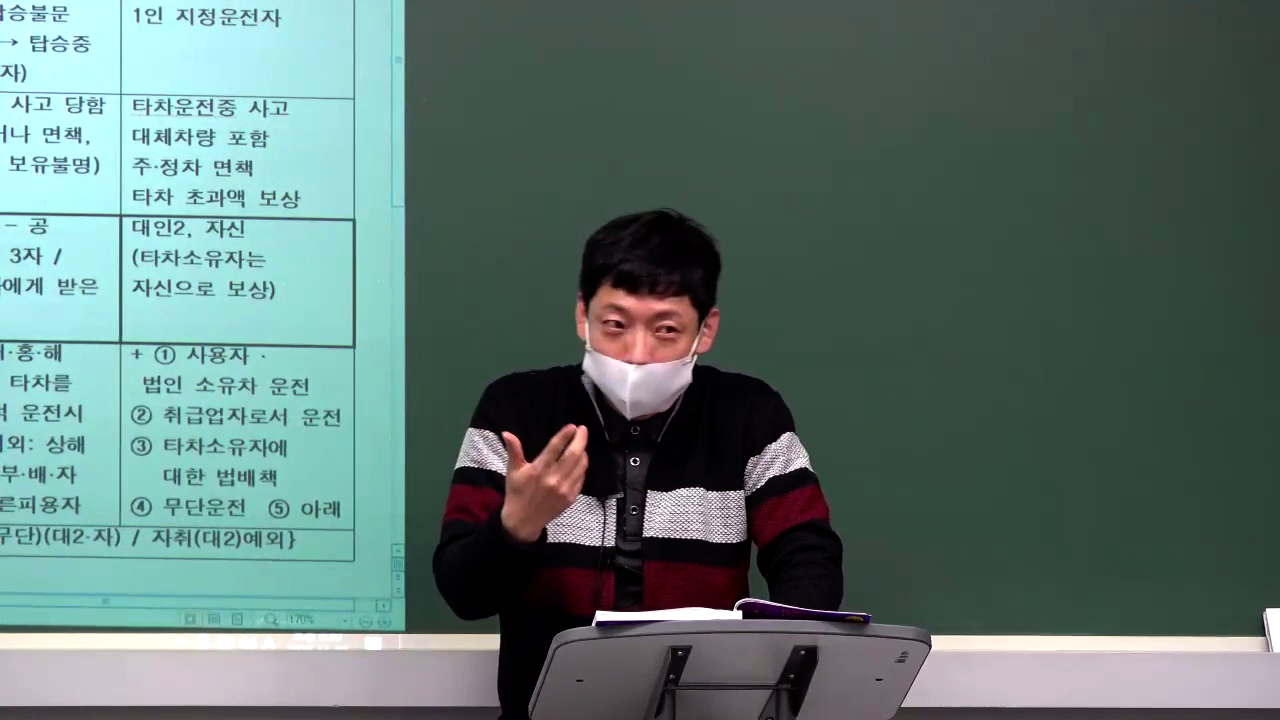 탑승불문
→ 탑승중
자)
1인 지정운전자
사고 당함
거나 면책,
보유불명)
타차운전중 사고
대체차량 포함
주·정차 면책
타차 초과액 보상
- 공
3자 /
에게 받은
대인2, 자신
(타차소유자는
자신으로 보상)
·홍·해
타차를
운전시
외: 상해
부·배·자
른피용자
+ ① 사용자 ·
법인 소유차 운전
② 취급업자로서 운전
③ 타차소유자에
대한 법배책
④ 무단운전 ⑤ 아래
무단)(대2·자) / 자취(대2)예외}
170%